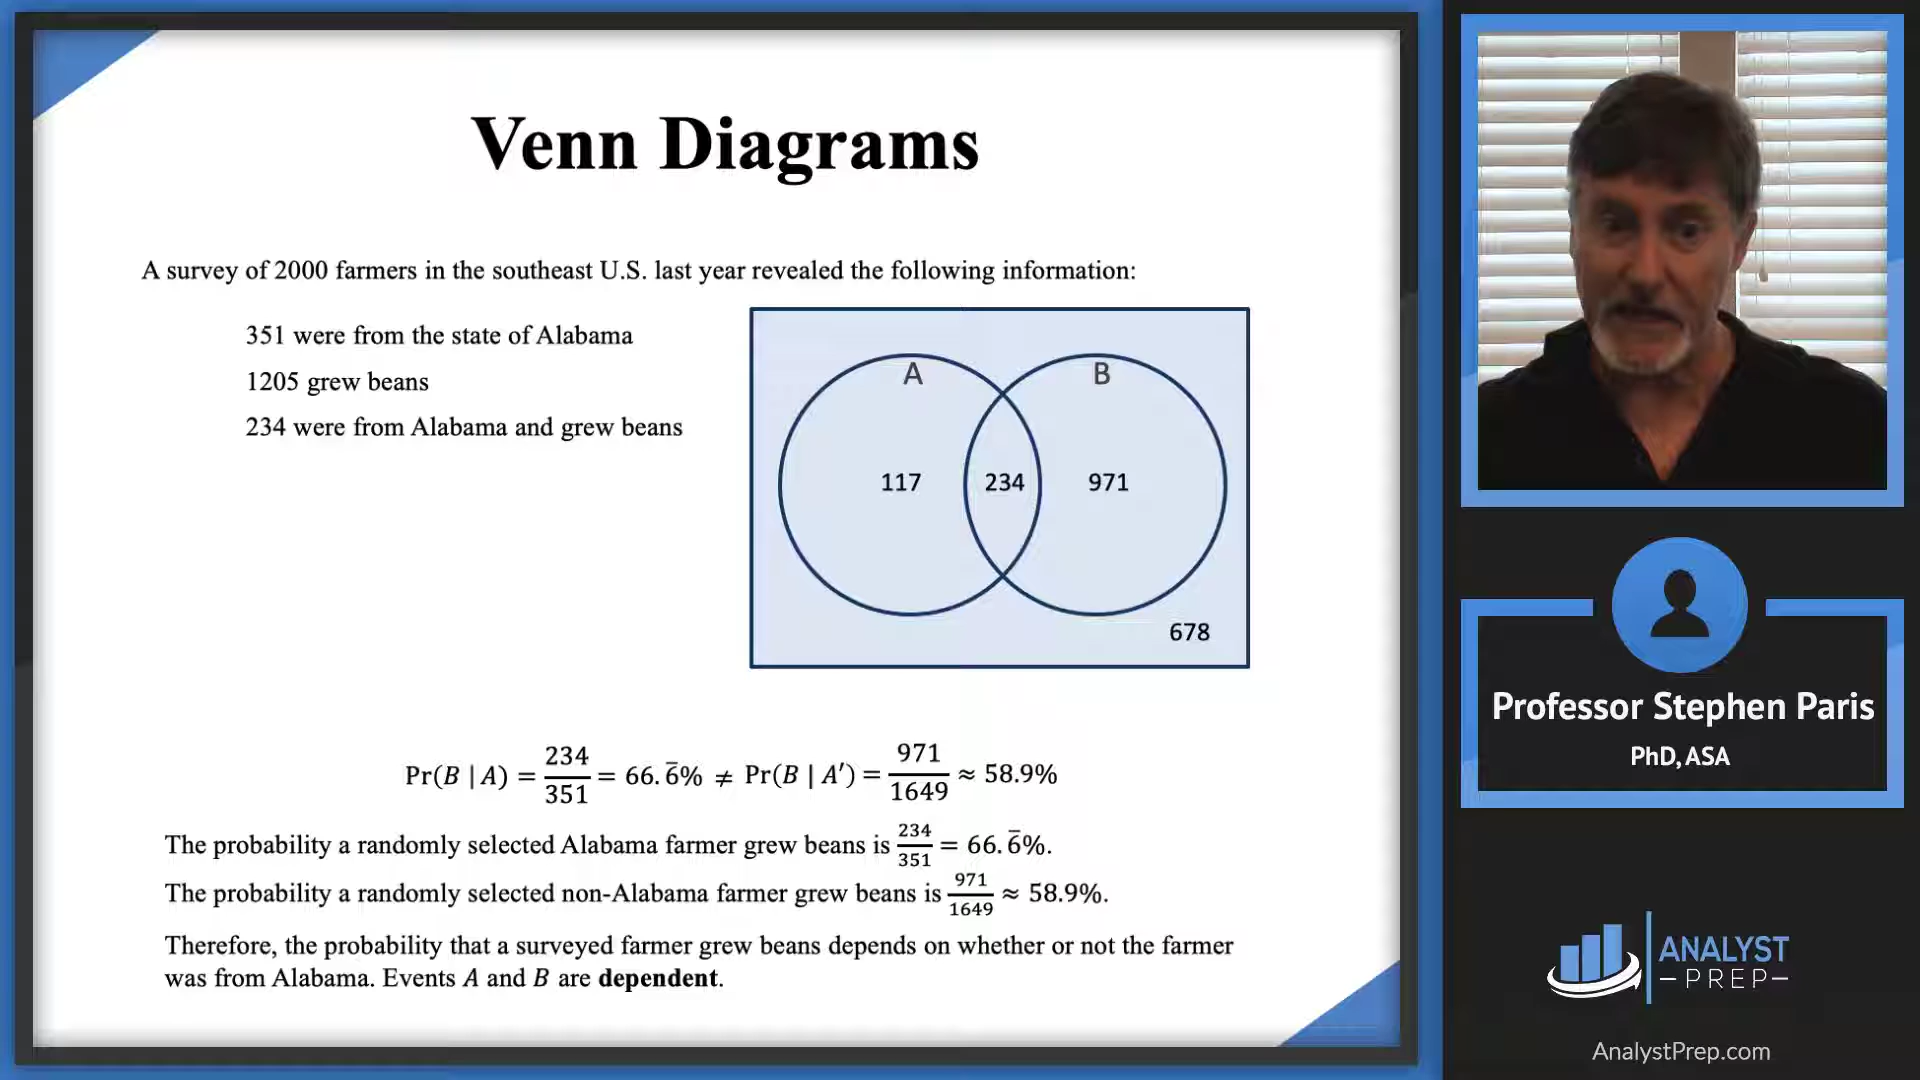 Venn Diagrams
A survey of 2000 farmers in the southeast U.S. last year revealed the following information:
351 were from the state of Alabama
1205 grew beans
234 were from Alabama and grew beans
A B
117 234 971
678
Pr(B | A) = 234/351 = 66.6̅% ≠ Pr(B | A′) = 971/1649 ≈ 58.9%
The probability a randomly selected Alabama farmer grew beans is 234/351 = 66.6̅%.
The probability a randomly selected non-Alabama farmer grew beans is 971/1649 ≈ 58.9%.
Therefore, the probability that a surveyed farmer grew beans depends on whether or not the farmer
was from Alabama. Events A and B are dependent.
Professor Stephen Paris
PhD, ASA
ANALYST
PREP
AnalystPrep.com